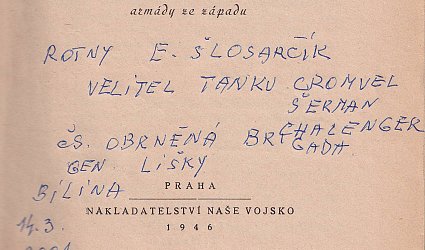 armády ze západu
ROTNY E. ŠLOSARČÍK
VELITEL TANKU CROMVEL
ŠERMAN
CHALENGER
ČS. OBRNĚNÁ BRIGADA.
GEN LIŠKY
BÍLINA
PRAHA
NAKLADATELSTVÍ NAŠE VOJSKO
1946
14.3.